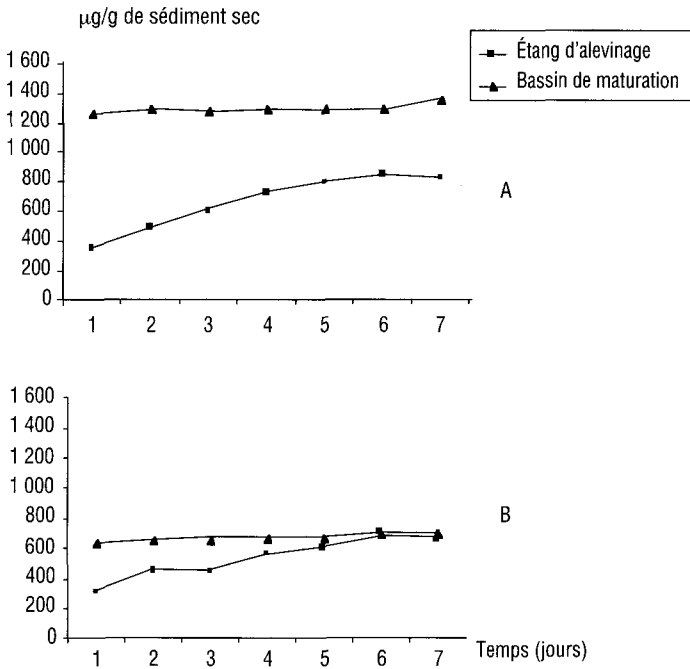 µg/g de sédiment sec
Étang d'alevinage
Bassin de maturation
1 600
1 400
1 200
1 000
800
600
400
200
0
A
1 2 3 4 5 6 7
1 600
1 400
1 200
1 000
800
600
400
200
0
B
1 2 3 4 5 6 7
Temps (jours)